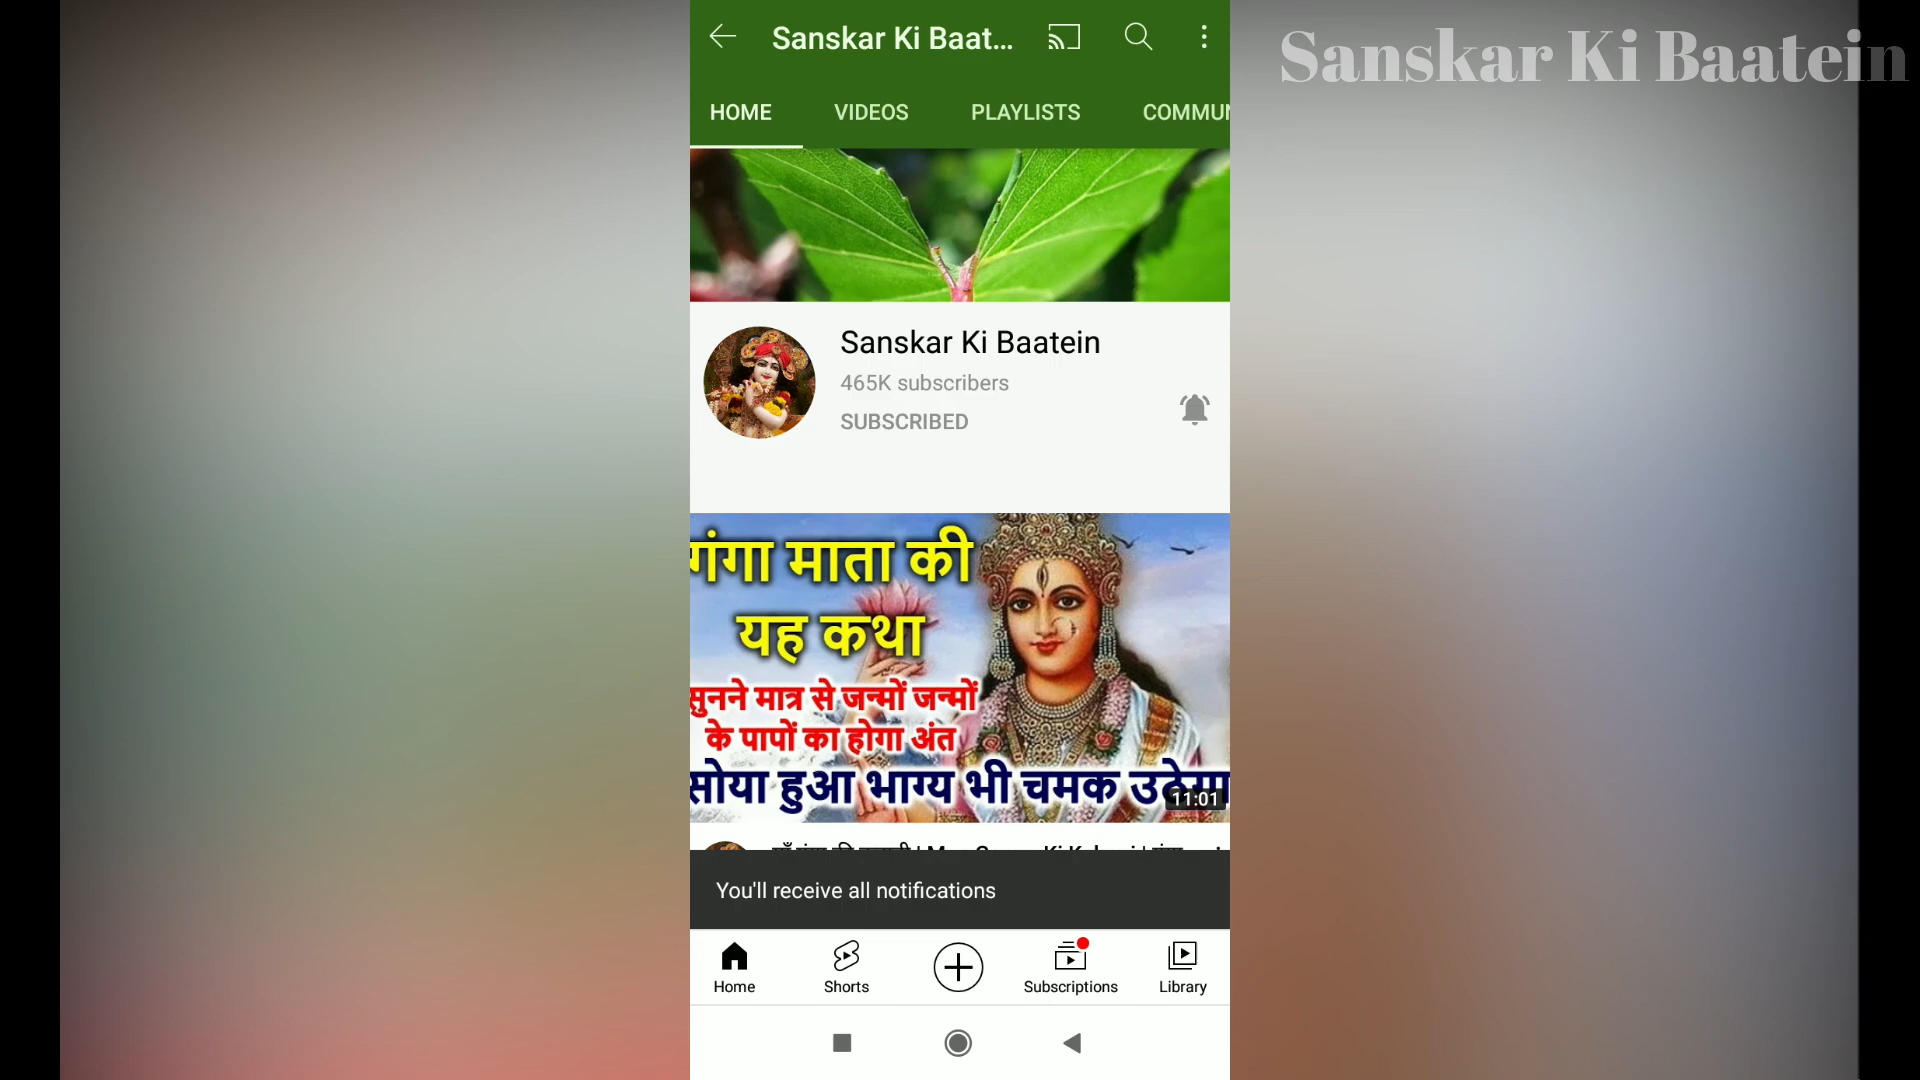 Sanskar Ki Baatein
Sanskar Ki Baat...
HOME VIDEOS PLAYLISTS COMMUN
Sanskar Ki Baatein
465K subscribers
SUBSCRIBED
गंगा माता की
यह कथा
सुनने मात्र से जन्मों जन्मों
के पापों का होगा अंत
सोया हुआ भाग्य भी चमक उठेगा
11:01
You'll receive all notifications
Home Shorts Subscriptions Library